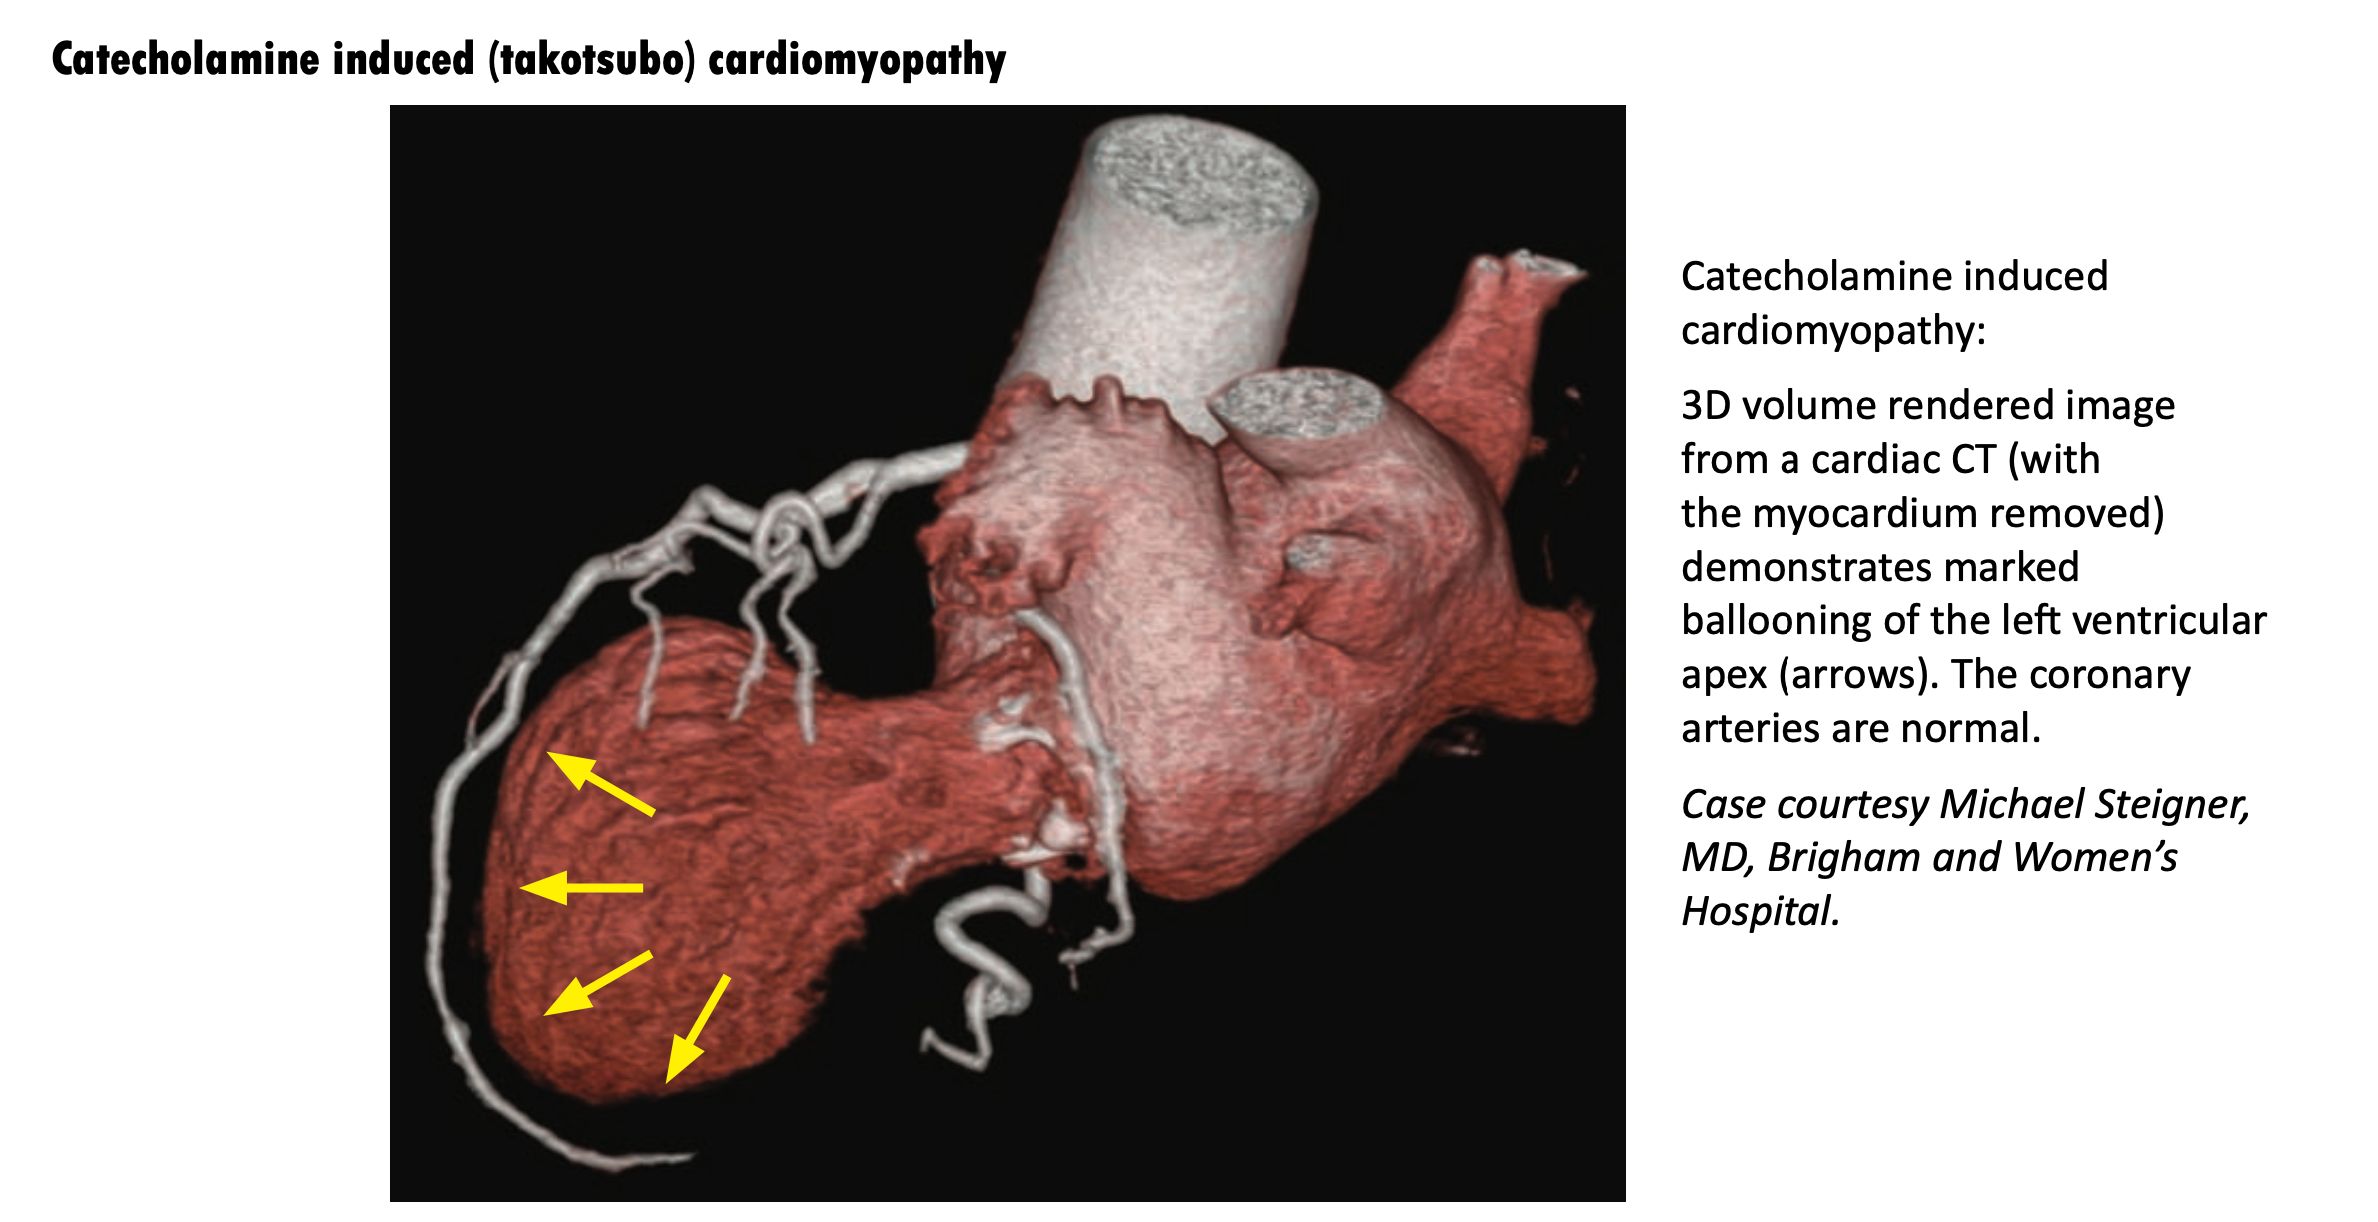 Catecholamine induced (takotsubo) cardiomyopathy
Catecholamine induced
cardiomyopathy:
3D volume rendered image
from a cardiac CT (with
the myocardium removed)
demonstrates marked
ballooning of the left ventricular
apex (arrows). The coronary
arteries are normal.
Case courtesy Michael Steigner,
MD, Brigham and Women’s
Hospital.